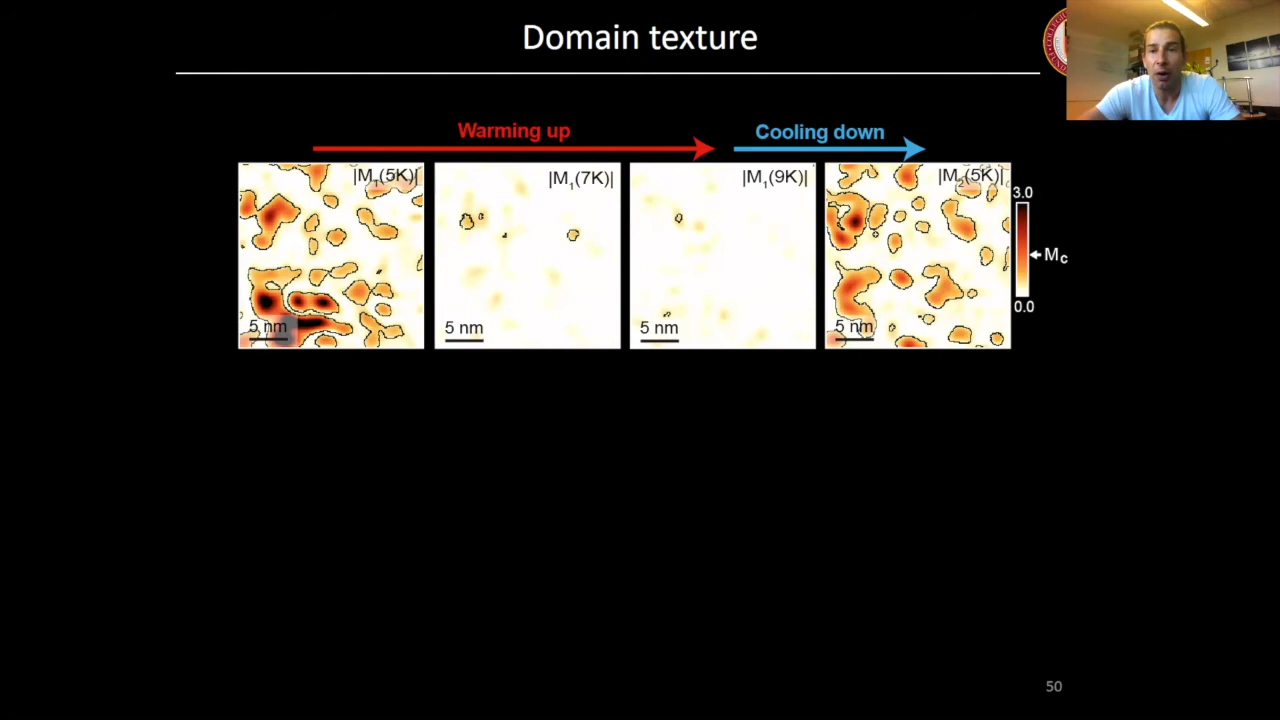 Domain texture
Warming up
Cooling down
|M1(5K)|
|M1(7K)|
|M1(9K)|
|M2(5K)|
3.0
Mc
0.0
5 nm
5 nm
5 nm
5 nm
50